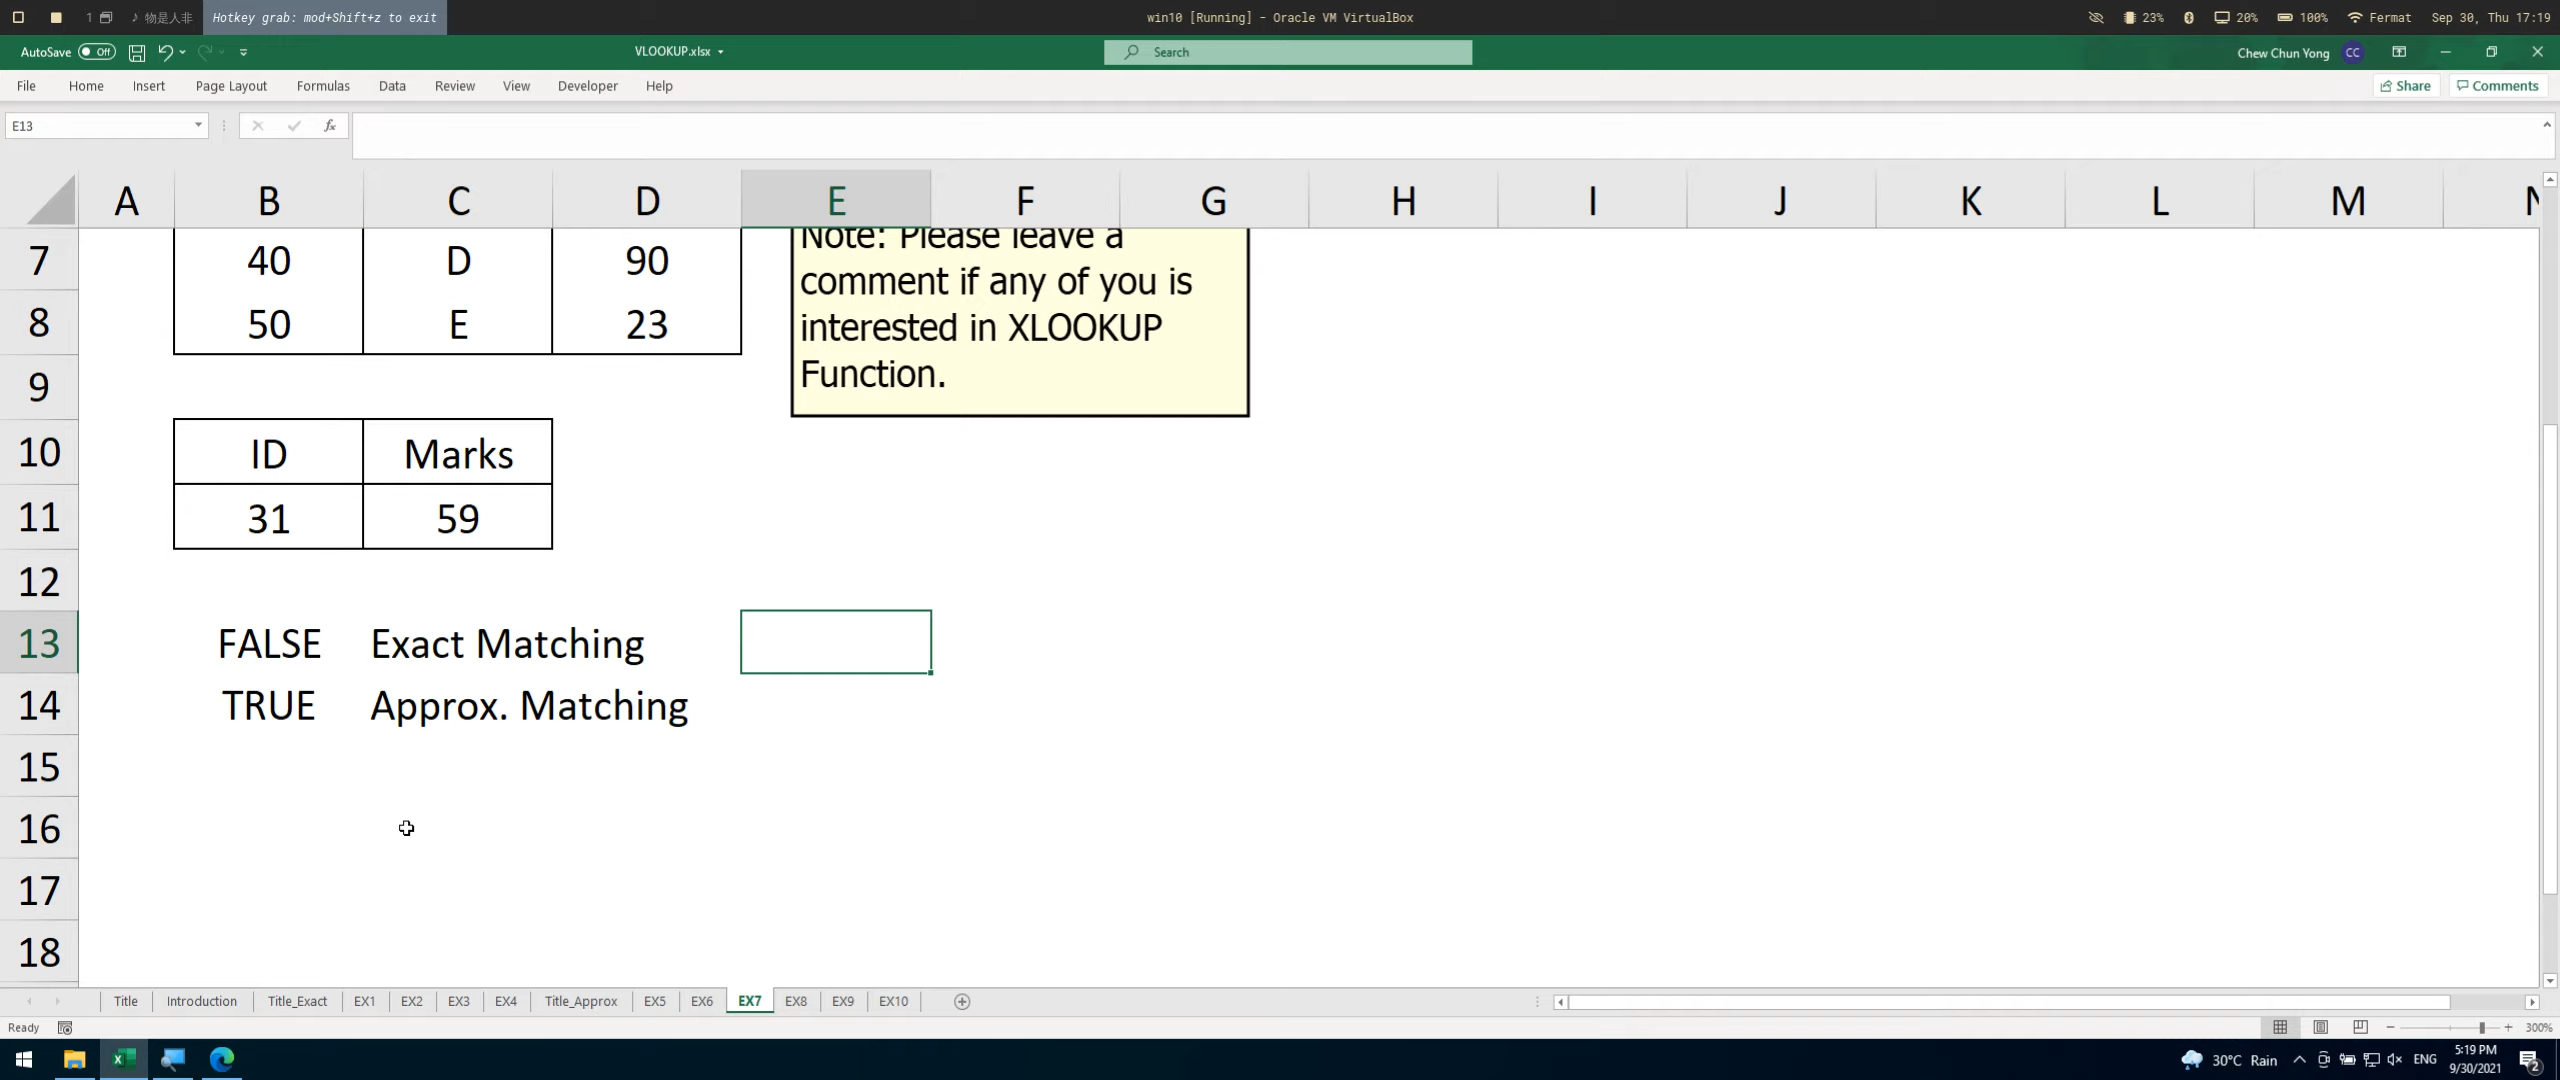 1 ♪ 物是人非 Hotkey grab: mod+Shift+z to exit win10 [Running] - Oracle VM VirtualBox 23% 20% 100% Fermat Sep 30, Thu 17:19
AutoSave Off VLOOKUP.xlsx Search Chew Chun Yong CC
File Home Insert Page Layout Formulas Data Review View Developer Help Share Comments
E13 fx
A B C D E F G H I J K L M
7 40 D 90
8 50 E 23
9
Note: Please leave a
comment if any of you is
interested in XLOOKUP
Function.
10 ID Marks
11 31 59
12
13 FALSE Exact Matching
14 TRUE Approx. Matching
15
16
17
18
Title Introduction Title_Exact EX1 EX2 EX3 EX4 Title_Approx EX5 EX6 EX7 EX8 EX9 EX10
Ready 300%
30°C Rain ENG 5:19 PM
9/30/2021 2